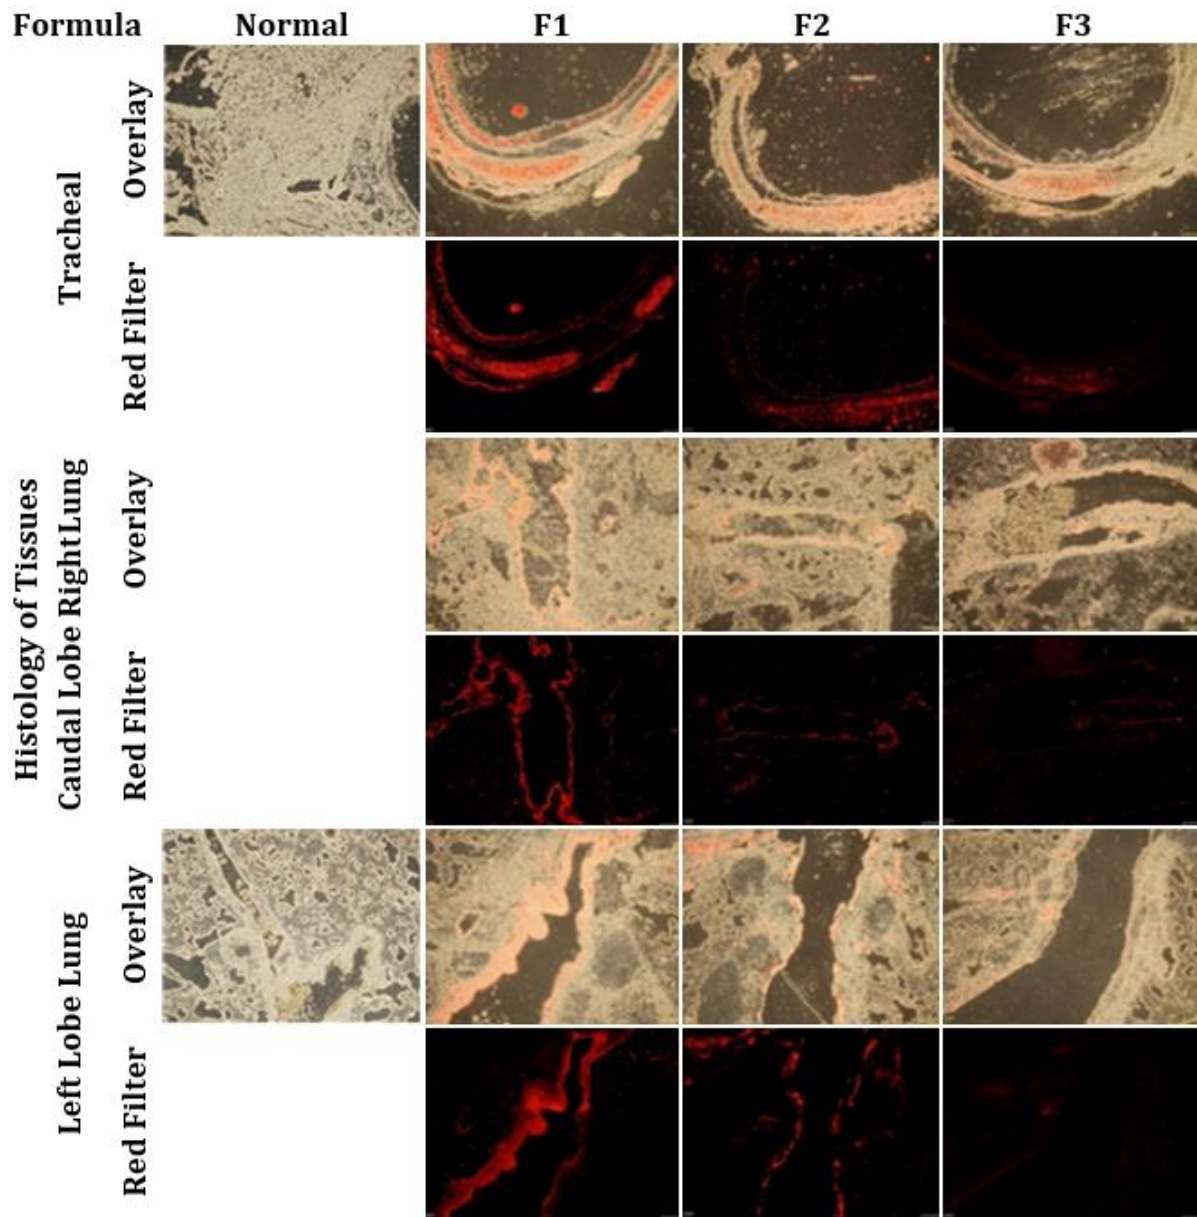 Formula Normal F1 F2 F3
Histology of Tissues
Tracheal
Overlay
Red Filter
Caudal Lobe Right Lung
Overlay
Red Filter
Left Lobe Lung
Overlay
Red Filter